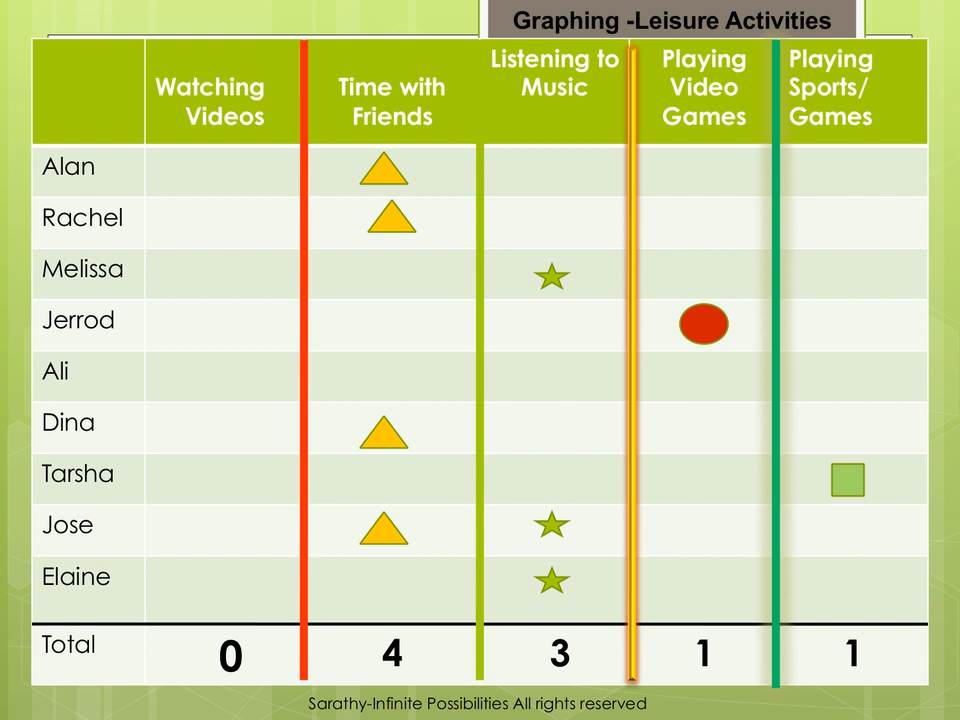 Graphing -Leisure Activities
Watching
Videos
Time with
Friends
Listening to
Music
Playing
Video
Games
Playing
Sports/
Games
Alan
Rachel
Melissa
Jerrod
Ali
Dina
Tarsha
Jose
Elaine
Total 0 4 3 1 1
Sarathy-Infinite Possibilities All rights reserved